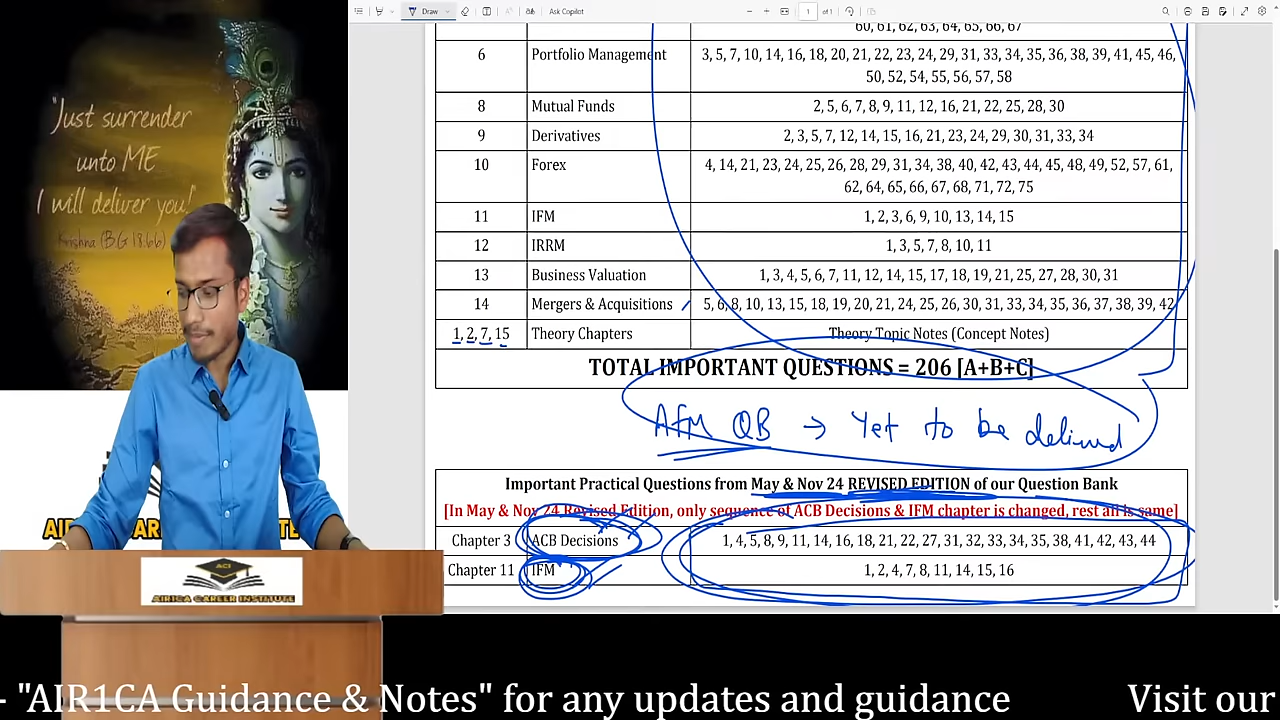 Draw
Ask Copilot
1
of 1
"Just surrender
unto ME
I will deliver you!"
Krishna (BG 18.66)
60, 61, 62, 63, 64, 65, 66, 67
6 Portfolio Management 3, 5, 7, 10, 14, 16, 18, 20, 21, 22, 23, 24, 29, 31, 33, 34, 35, 36, 38, 39, 41, 45, 46,
50, 52, 54, 55, 56, 57, 58
8 Mutual Funds 2, 5, 6, 7, 8, 9, 11, 12, 16, 21, 22, 25, 28, 30
9 Derivatives 2, 3, 5, 7, 12, 14, 15, 16, 21, 23, 24, 29, 30, 31, 33, 34
10 Forex 4, 14, 21, 23, 24, 25, 26, 28, 29, 31, 34, 38, 40, 42, 43, 44, 45, 48, 49, 52, 57, 61,
62, 64, 65, 66, 67, 68, 71, 72, 75
11 IFM 1, 2, 3, 6, 9, 10, 13, 14, 15
12 IRRM 1, 3, 5, 7, 8, 10, 11
13 Business Valuation 1, 3, 4, 5, 6, 7, 11, 12, 14, 15, 17, 18, 19, 21, 25, 27, 28, 30, 31
14 Mergers & Acquisitions 5, 6, 8, 10, 13, 15, 18, 19, 20, 21, 24, 25, 26, 30, 31, 33, 34, 35, 36, 37, 38, 39, 42
1, 2, 7, 15 Theory Chapters Theory Topic Notes (Concept Notes)
TOTAL IMPORTANT QUESTIONS = 206 [A+B+C]
AFM QB → Yet to be delivred
Important Practical Questions from May & Nov 24 REVISED EDITION of our Question Bank
[In May & Nov 24 Revised Edition, only sequence of ACB Decisions & IFM chapter is changed, rest all is same]
Chapter 3 ACB Decisions 1, 4, 5, 8, 9, 11, 14, 16, 18, 21, 22, 27, 31, 32, 33, 34, 35, 38, 41, 42, 43, 44
Chapter 11 IFM 1, 2, 4, 7, 8, 11, 14, 15, 16
ACI
AIR1CA CAREER INSTITUTE
- "AIR1CA Guidance & Notes" for any updates and guidance Visit our